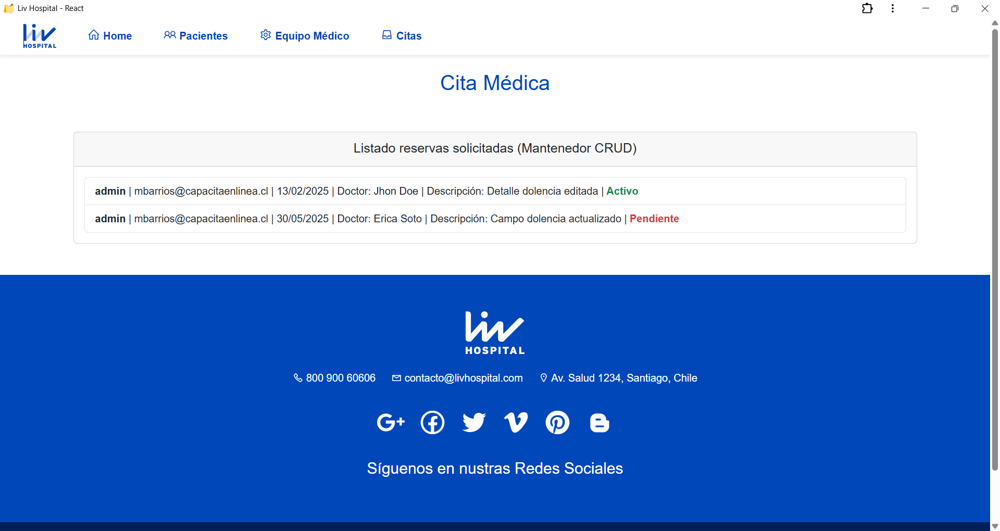 Liv Hospital - React
liv HOSPITAL Home Pacientes Equipo Médico Citas
Cita Médica
Listado reservas solicitadas (Mantenedor CRUD)
admin | mbarrios@capacitaenlinea.cl | 13/02/2025 | Doctor: Jhon Doe | Descripción: Detalle dolencia editada | Activo
admin | mbarrios@capacitaenlinea.cl | 30/05/2025 | Doctor: Erica Soto | Descripción: Campo dolencia actualizado | Pendiente
liv
HOSPITAL
800 900 60606 contacto@livhospital.com Av. Salud 1234, Santiago, Chile
Síguenos en nustras Redes Sociales